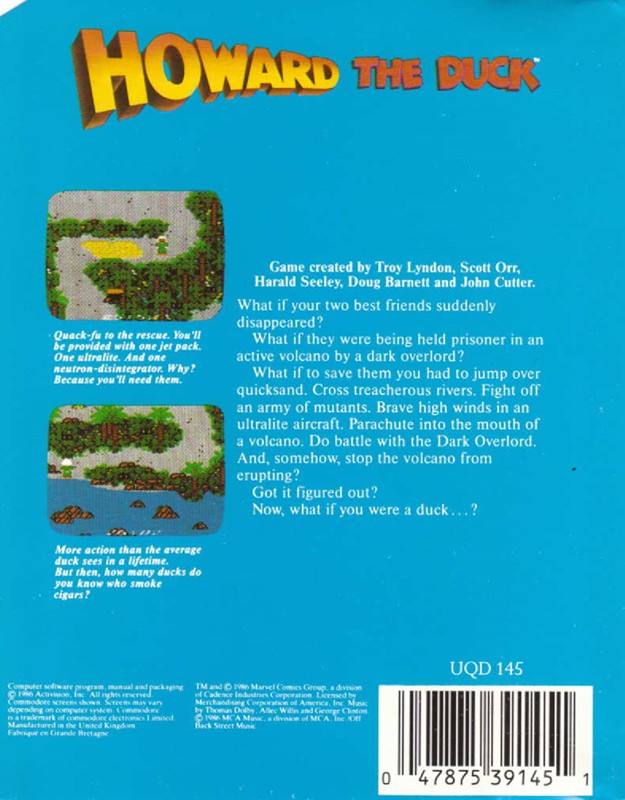 HOWARD THE DUCK™
Game created by Troy Lyndon, Scott Orr,
Harald Seeley, Doug Barnett and John Cutter.
What if your two best friends suddenly
disappeared?
What if they were being held prisoner in an
active volcano by a dark overlord?
What if to save them you had to jump over
quicksand. Cross treacherous rivers. Fight off
an army of mutants. Brave high winds in an
ultralite aircraft. Parachute into the mouth of
a volcano. Do battle with the Dark Overlord.
And, somehow, stop the volcano from
erupting?
Got it figured out?
Now, what if you were a duck...?
Quack-fu to the rescue. You'll
be provided with one jet pack.
One ultralite. And one
neutron-disintegrator. Why?
Because you'll need them.
More action than the average
duck sees in a lifetime.
But then, how many ducks do
you know who smoke
cigars?
Computer software program, manual and packaging
© 1986 Activision, Inc. All rights reserved.
Commodore screens shown. Screens may vary
depending on computer system. Commodore
is a trademark of commodore electronics Limited.
Manufactured in the United Kingdom
Fabriqué en Grande Bretagne
TM and © 1986 Marvel Comics Group, a division
of Cadence Industries Corporation. Licensed by
Merchandising Corporation of America, Inc. Music
by Thomas Dolby, Allee Willis and George Clinton
© 1986 MCA Music, a division of MCA, Inc /Off
Back Street Music
UQD 145
0 47875 39145 1